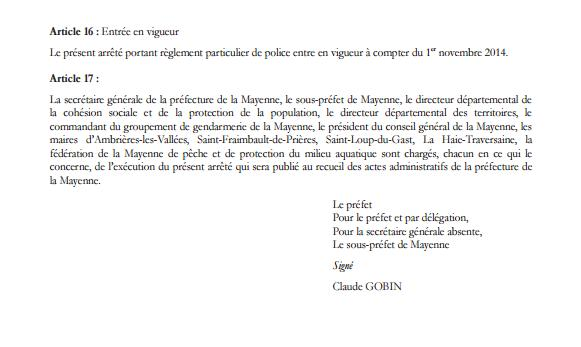 Article 16 : Entrée en vigueur
Le présent arrêté portant règlement particulier de police entre en vigueur à compter du 1er novembre 2014.
Article 17 :
La secrétaire générale de la préfecture de la Mayenne, le sous-préfet de Mayenne, le directeur départemental de
la cohésion sociale et de la protection de la population, le directeur départemental des territoires, le
commandant du groupement de gendarmerie de la Mayenne, le président du conseil général de la Mayenne, les
maires d'Ambrières-les-Vallées, Saint-Fraimbault-de-Prières, Saint-Loup-du-Gast, La Haie-Traversaine, la
fédération de la Mayenne de pêche et de protection du milieu aquatique sont chargés, chacun en ce qui le
concerne, de l'exécution du présent arrêté qui sera publié au recueil des actes administratifs de la préfecture de
la Mayenne.
Le préfet
Pour le préfet et par délégation,
Pour la secrétaire générale absente,
Le sous-préfet de Mayenne
Signé
Claude GOBIN